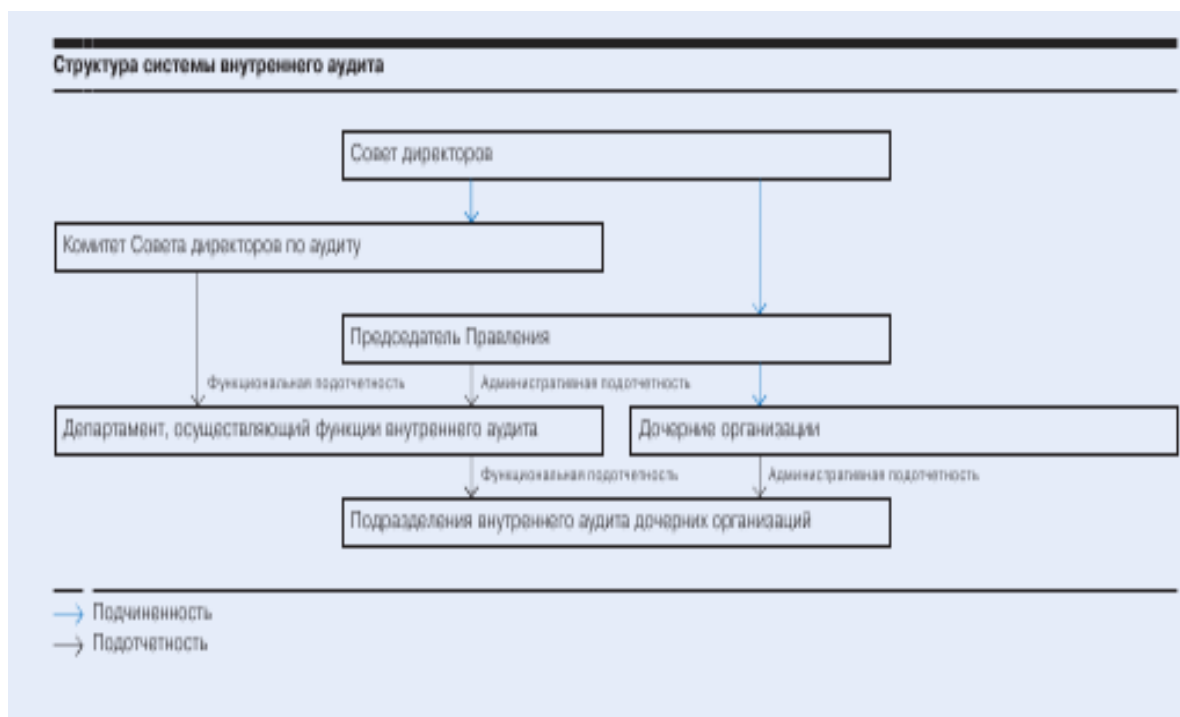 Структура системы внутреннего аудита
Совет директоров
Комитет Совета директоров по аудиту
Председатель Правления
Функциональная подотчетность
Административная подотчетность
Департамент, осуществляющий функции внутреннего аудита
Дочерние организации
Функциональная подотчетность
Административная подотчетность
Подразделения внутреннего аудита дочерних организаций
Подчиненность
Подотчетность